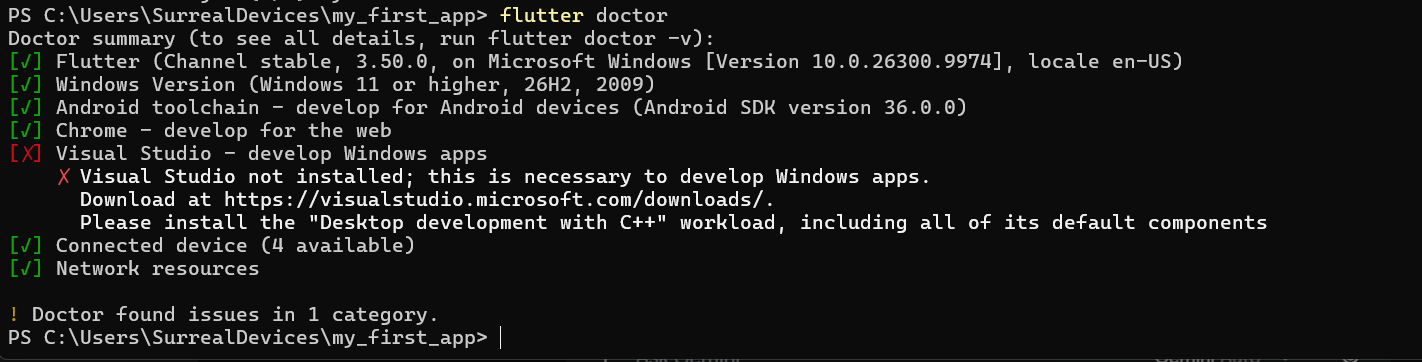 PS C:\Users\SurrealDevices\my_first_app> flutter doctor
Doctor summary (to see all details, run flutter doctor -v):
[√] Flutter (Channel stable, 3.50.0, on Microsoft Windows [Version 10.0.26300.9974], locale en-US)
[√] Windows Version (Windows 11 or higher, 26H2, 2009)
[√] Android toolchain - develop for Android devices (Android SDK version 36.0.0)
[√] Chrome - develop for the web
[X] Visual Studio - develop Windows apps
    X Visual Studio not installed; this is necessary to develop Windows apps.
      Download at https://visualstudio.microsoft.com/downloads/.
      Please install the "Desktop development with C++" workload, including all of its default components
[√] Connected device (4 available)
[√] Network resources
! Doctor found issues in 1 category.
PS C:\Users\SurrealDevices\my_first_app>